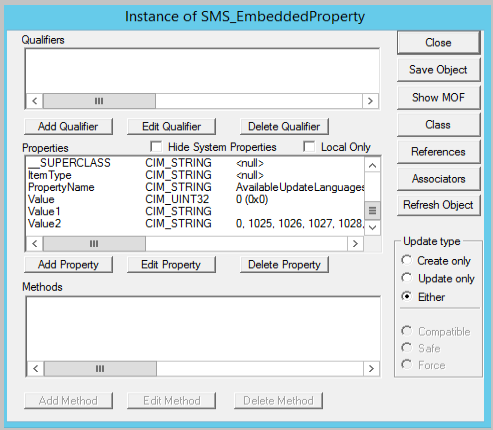 Instance of SMS_EmbeddedProperty
Qualifiers
Close
Save Object
Show MOF
Class
References
Associators
Refresh Object
Add Qualifier Edit Qualifier Delete Qualifier
Properties Hide System Properties Local Only
__SUPERCLASS CIM_STRING <null>
ItemType CIM_STRING <null>
PropertyName CIM_STRING AvailableUpdateLanguages
Value CIM_UINT32 0 (0x0)
Value1 CIM_STRING
Value2 CIM_STRING 0, 1025, 1026, 1027, 1028,
Add Property Edit Property Delete Property
Update type
Create only
Update only
Either
Compatible
Safe
Force
Methods
Add Method Edit Method Delete Method